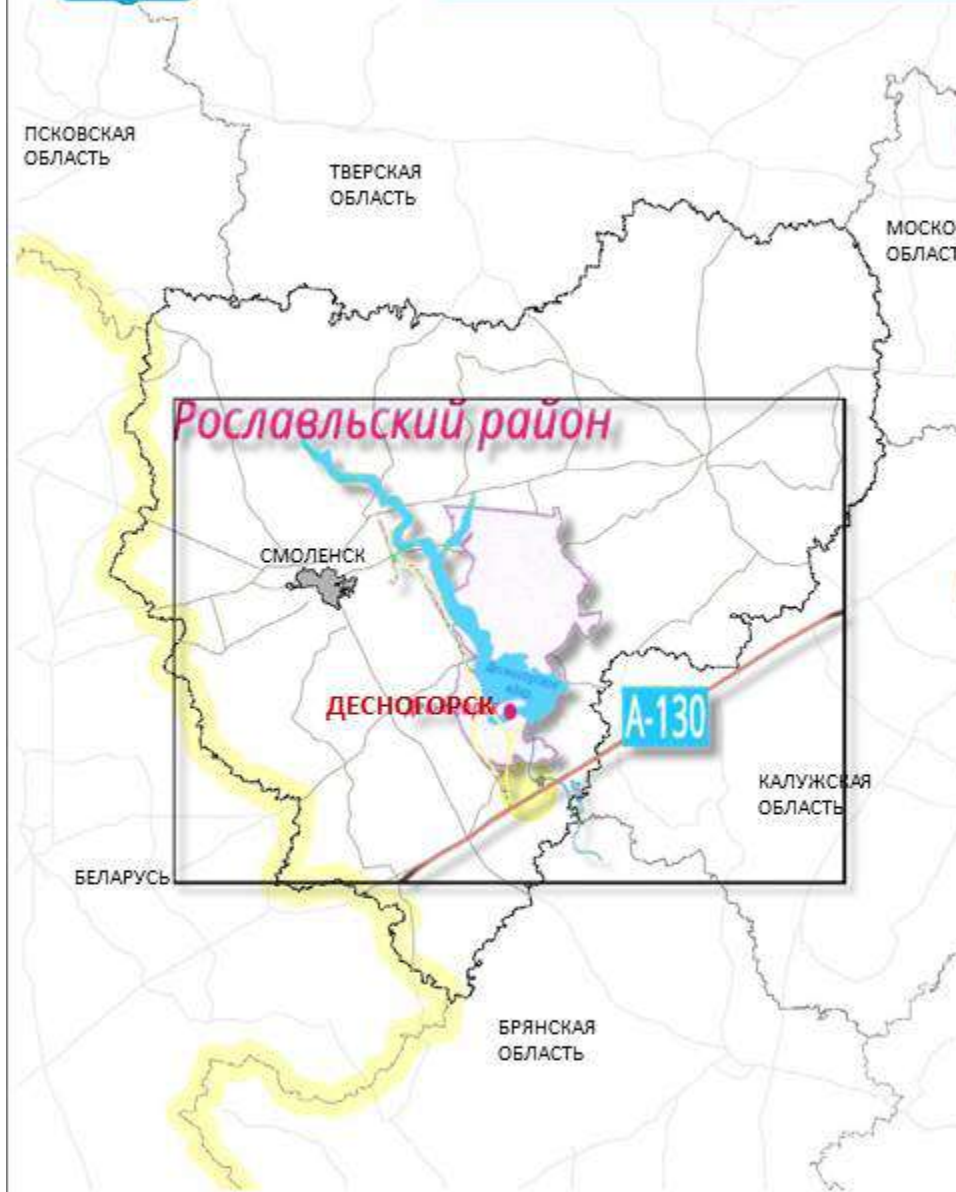 ПСКОВСКАЯ
ОБЛАСТЬ
ТВЕРСКАЯ
ОБЛАСТЬ
МОСКО
ОБЛАСТ
Рославльский район
СМОЛЕНСК
ДЕСНОГОРСК
А-130
КАЛУЖСКАЯ
ОБЛАСТЬ
БЕЛАРУСЬ
БРЯНСКАЯ
ОБЛАСТЬ